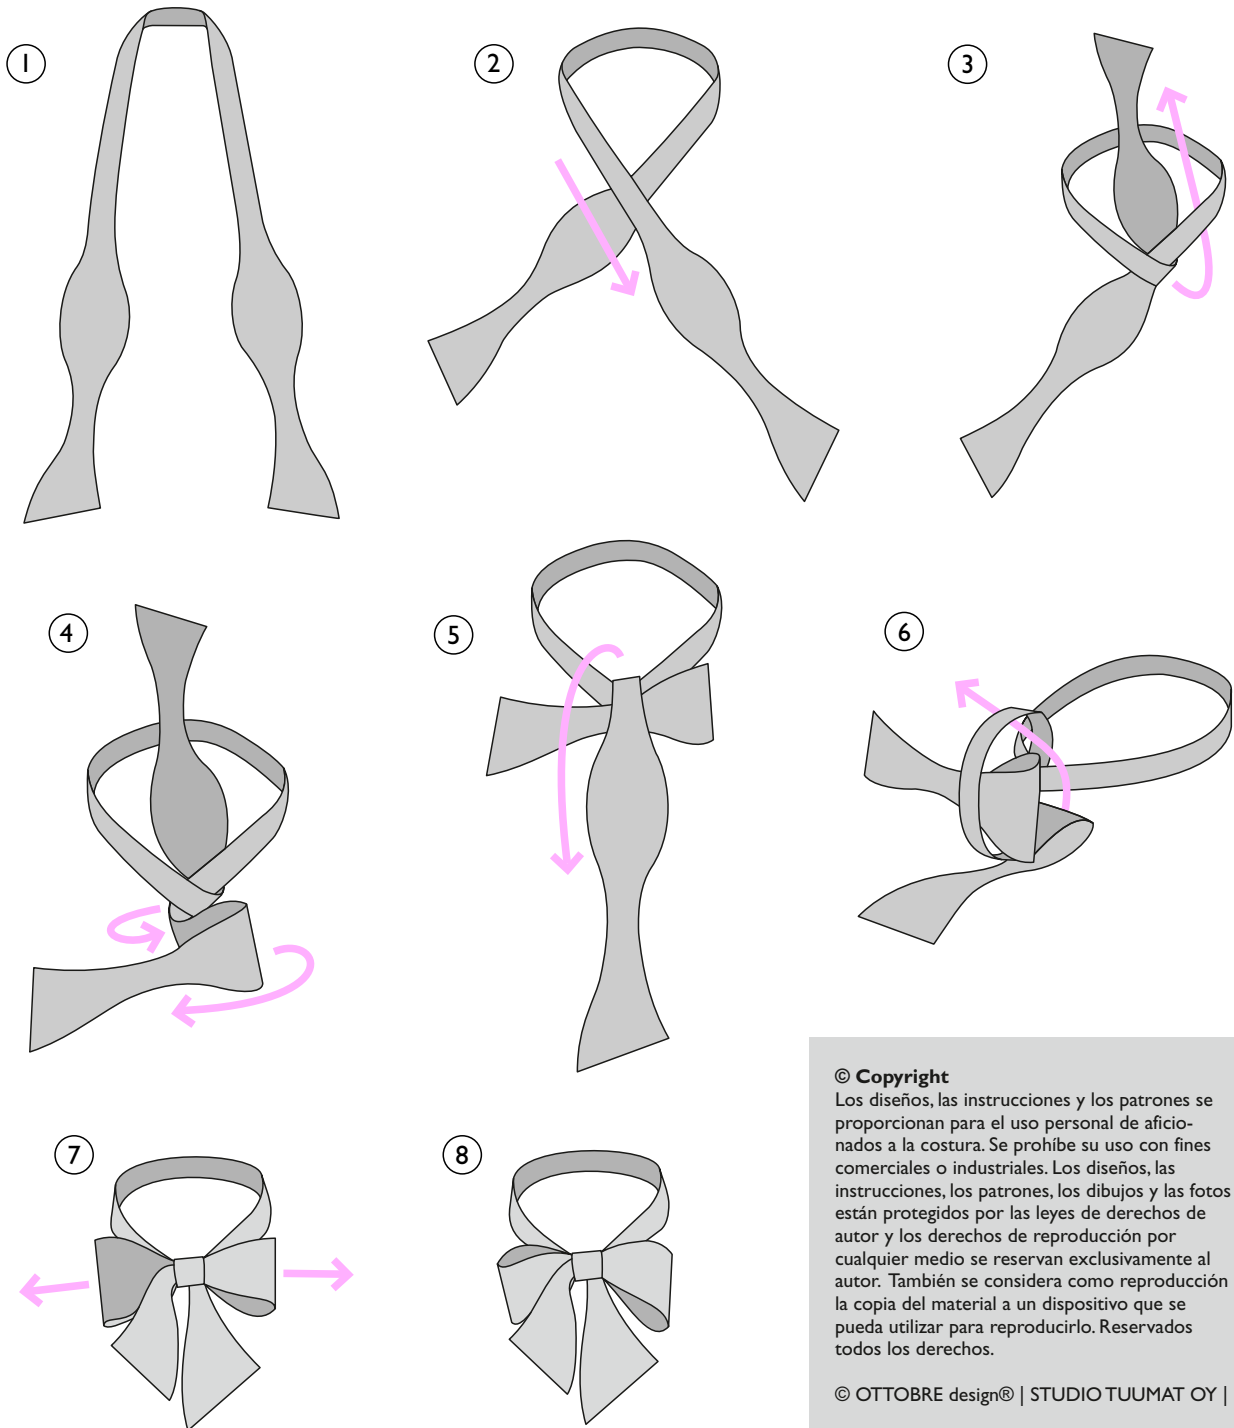 1
2
3
4
5
6
7
8
© Copyright
Los diseños, las instrucciones y los patrones se
proporcionan para el uso personal de aficio-
nados a la costura. Se prohíbe su uso con fines
comerciales o industriales. Los diseños, las
instrucciones, los patrones, los dibujos y las fotos
están protegidos por las leyes de derechos de
autor y los derechos de reproducción por
cualquier medio se reservan exclusivamente al
autor. También se considera como reproducción
la copia del material a un dispositivo que se
pueda utilizar para reproducirlo. Reservados
todos los derechos.
© OTTOBRE design® | STUDIO TUUMAT OY |